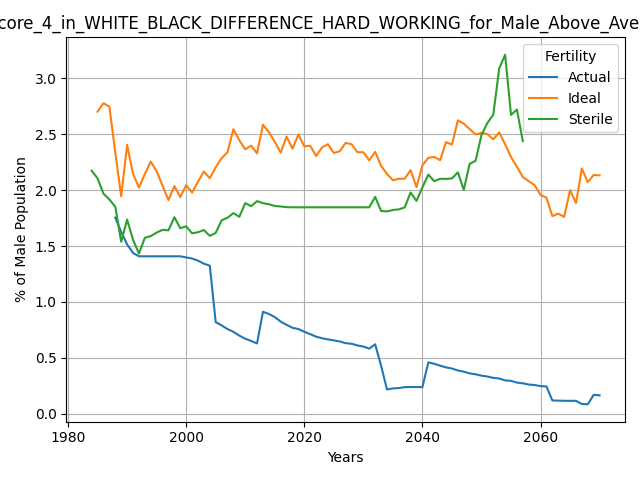 core_4_in_WHITE_BLACK_DIFFERENCE_HARD_WORKING_for_Male_Above_Ave
Fertility
Actual
Ideal
Sterile
% of Male Population
3.0
2.5
2.0
1.5
1.0
0.5
0.0
1980
2000
2020
2040
2060
Years